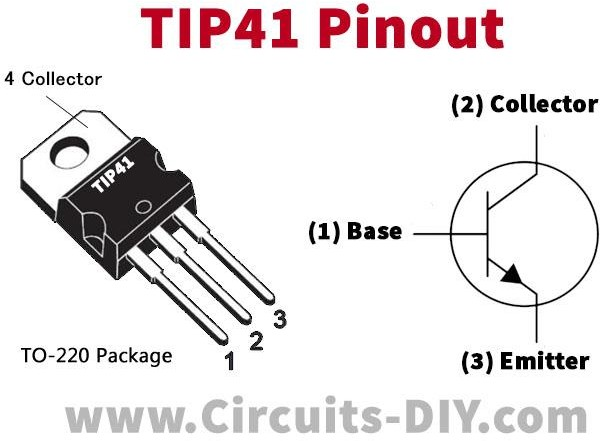 TIP41 Pinout
4 Collector
(2) Collector
TIP41
(1) Base
3
2
1
TO-220 Package
(3) Emitter
www.Circuits-DIY.com